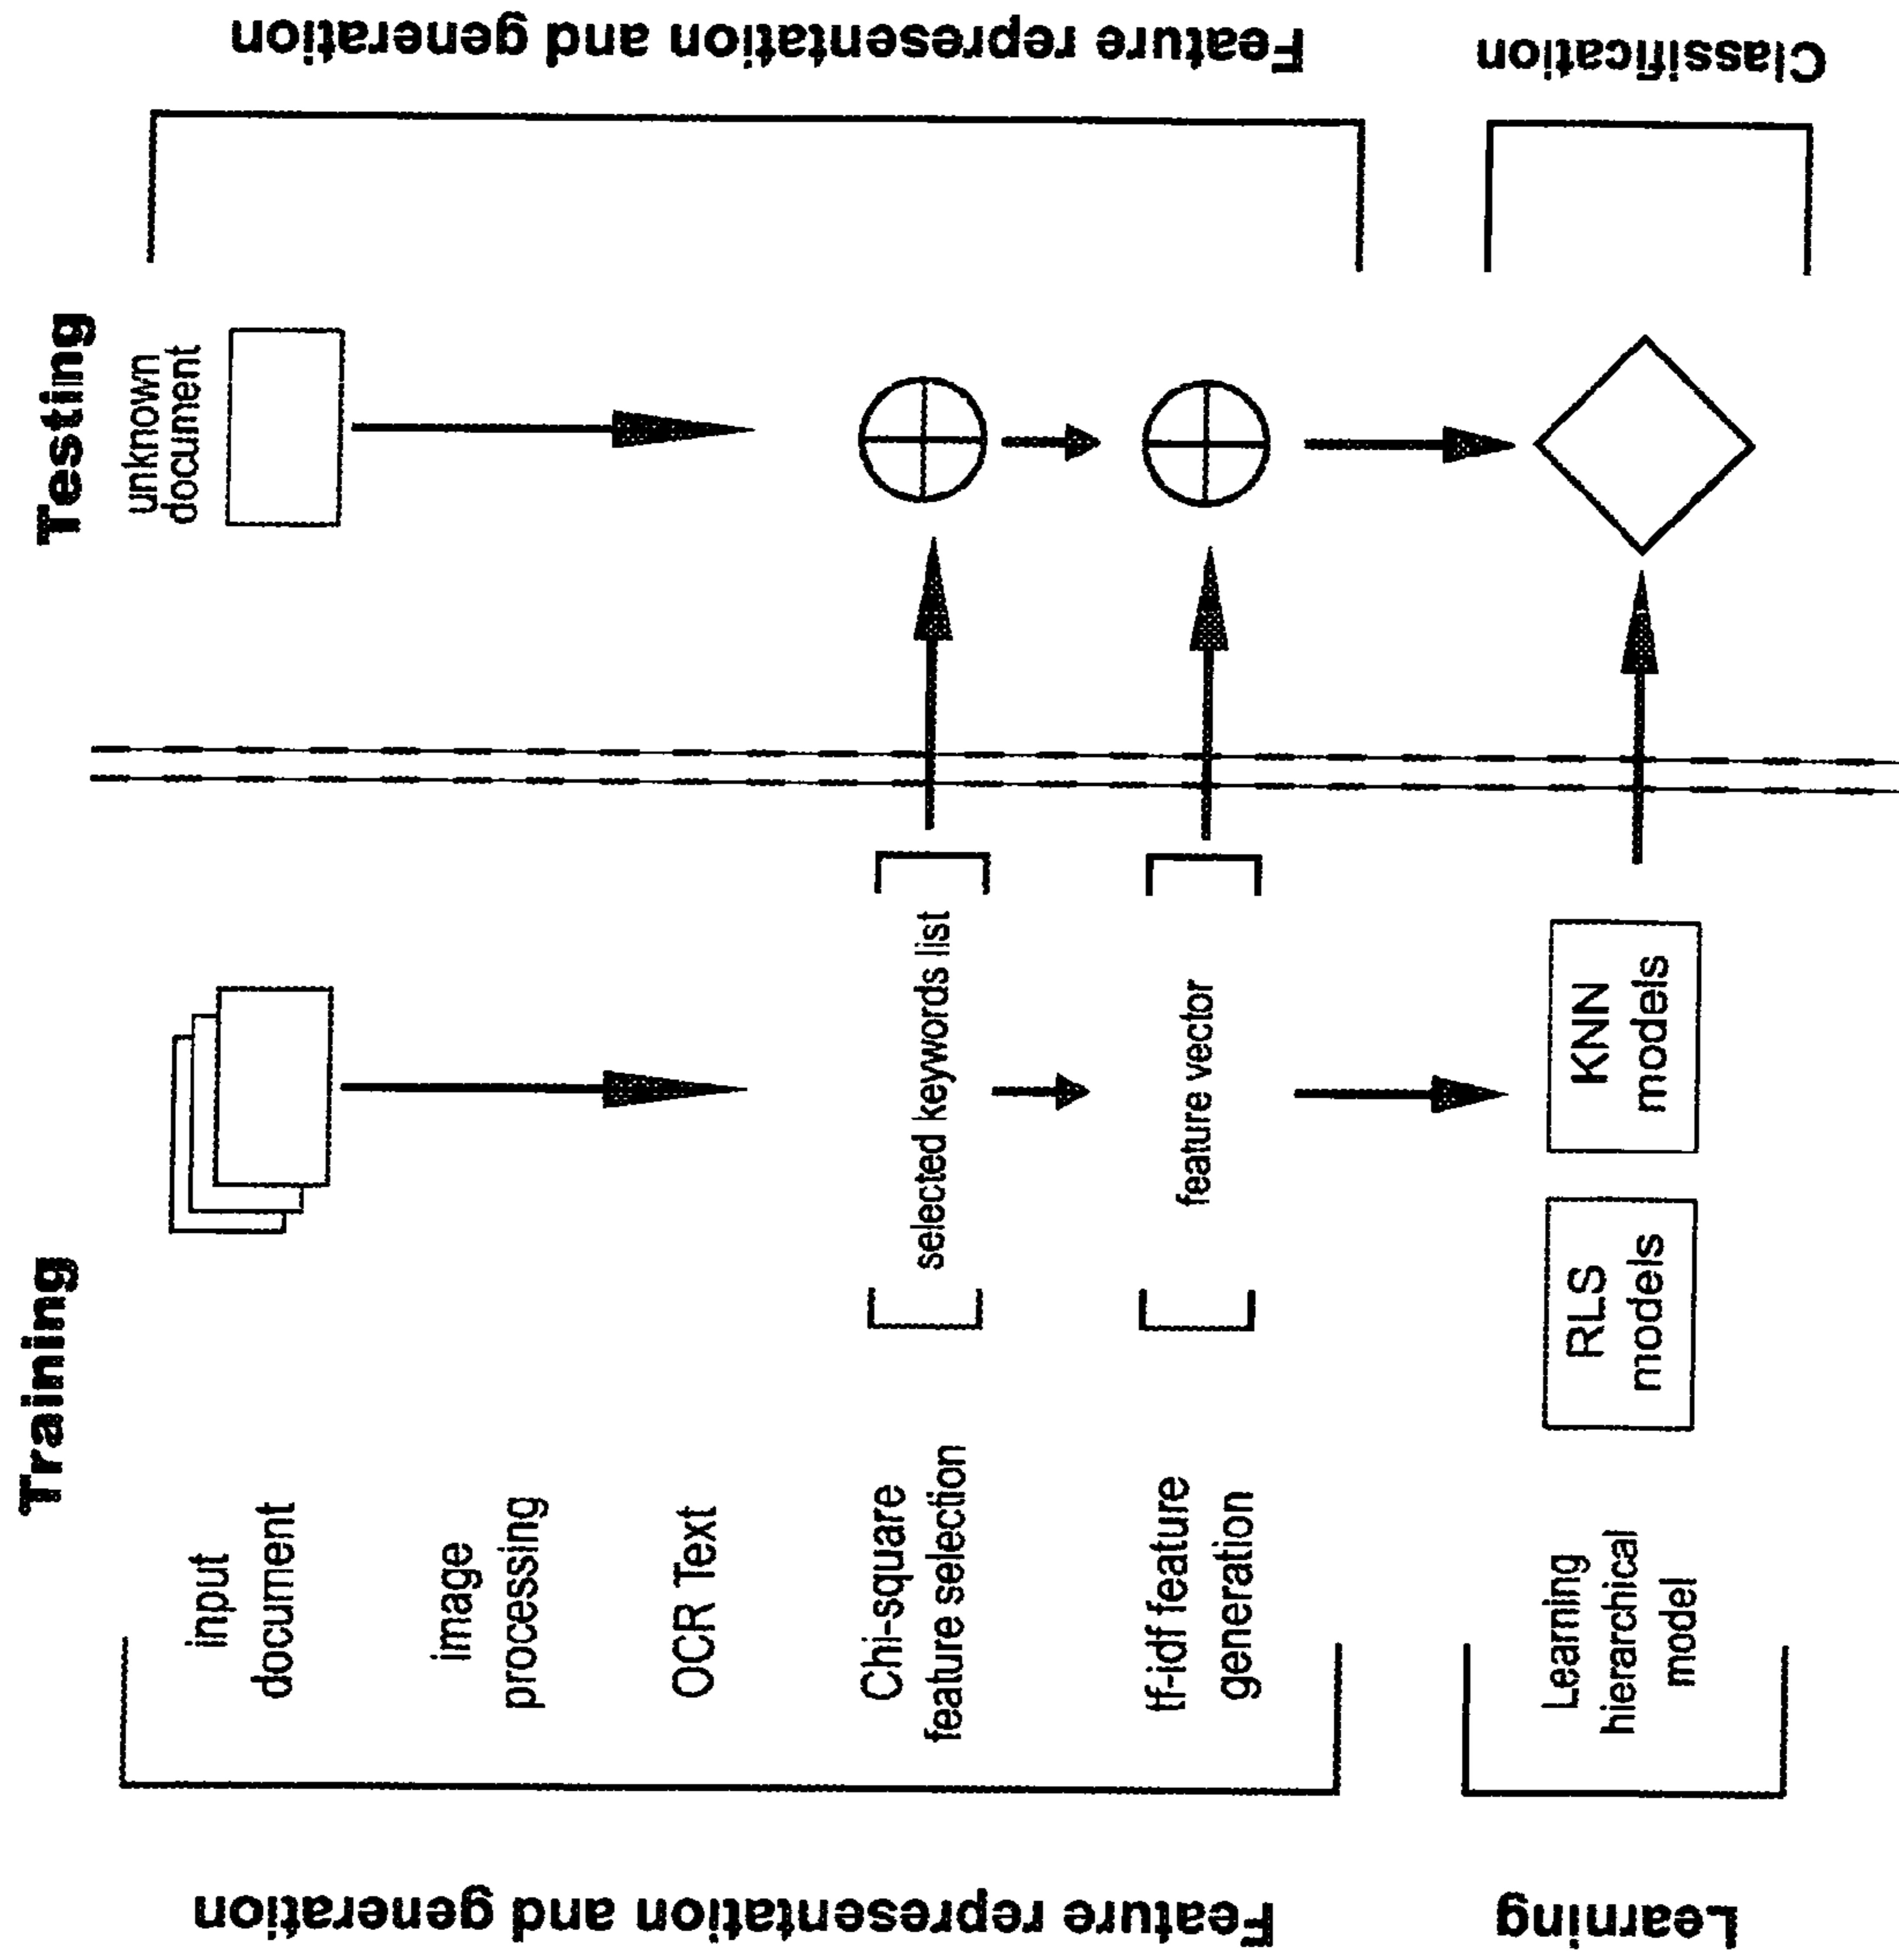 Training
Testing
Feature representation and generation
input
document
image
processing
OCR Text
Chi-square
feature selection
selected keywords list
tf-idf feature
generation
feature vector
unknown
document
Feature representation and generation
Learning
Learning
hierarchical
model
RLS
models
KNN
models
Classification